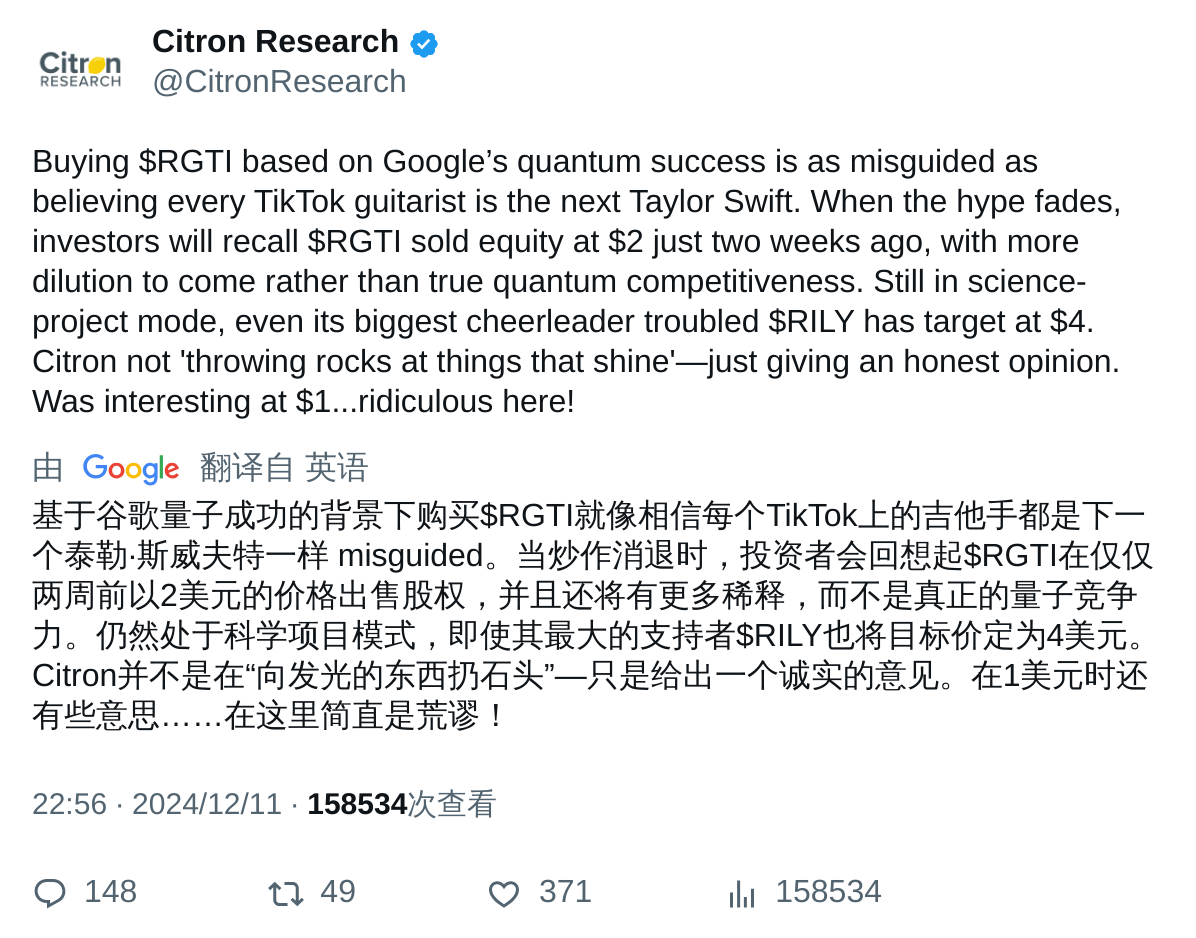 Citron
RESEARCH
Citron Research
@CitronResearch
Buying $RGTI based on Google’s quantum success is as misguided as
believing every TikTok guitarist is the next Taylor Swift. When the hype fades,
investors will recall $RGTI sold equity at $2 just two weeks ago, with more
dilution to come rather than true quantum competitiveness. Still in science-
project mode, even its biggest cheerleader troubled $RILY has target at $4.
Citron not 'throwing rocks at things that shine'—just giving an honest opinion.
Was interesting at $1...ridiculous here!
由 Google 翻译自 英语
基于谷歌量子成功的背景下购买$RGTI就像相信每个TikTok上的吉他手都是下一
个泰勒·斯威夫特一样 misguided。当炒作消退时，投资者会回想起$RGTI在仅仅
两周前以2美元的价格出售股权，并且还将有更多稀释，而不是真正的量子竞争
力。仍然处于科学项目模式，即使其最大的支持者$RILY也将目标价定为4美元。
Citron并不是在“向发光的东西扔石头”—只是给出一个诚实的意见。在1美元时还
有些意思……在这里简直是荒谬！
22:56 · 2024/12/11 · 158534次查看
148 49 371 158534